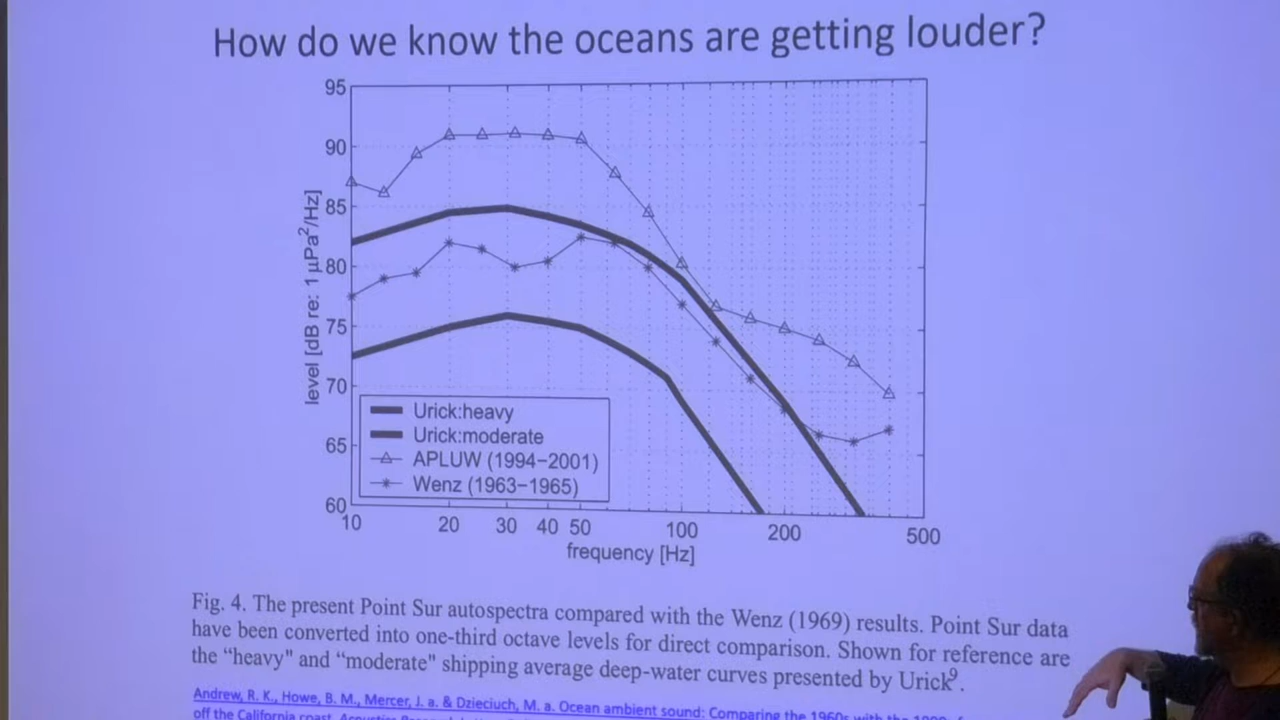 How do we know the oceans are getting louder?
95
90
85
80
75
70
65
60
level [dB re: 1 μPa²/Hz]
Urick:heavy
Urick:moderate
APLUW (1994−2001)
Wenz (1963−1965)
10 20 30 40 50 100 200 500
frequency [Hz]
Fig. 4. The present Point Sur autospectra compared with the Wenz (1969) results. Point Sur data
have been converted into one-third octave levels for direct comparison. Shown for reference are
the “heavy" and “moderate" shipping average deep-water curves presented by Urick⁹.
Andrew, R. K., Howe, B. M., Mercer, J. a. & Dzieciuch, M. a. Ocean ambient sound: Comparing the 1960s with the
off the California coast.